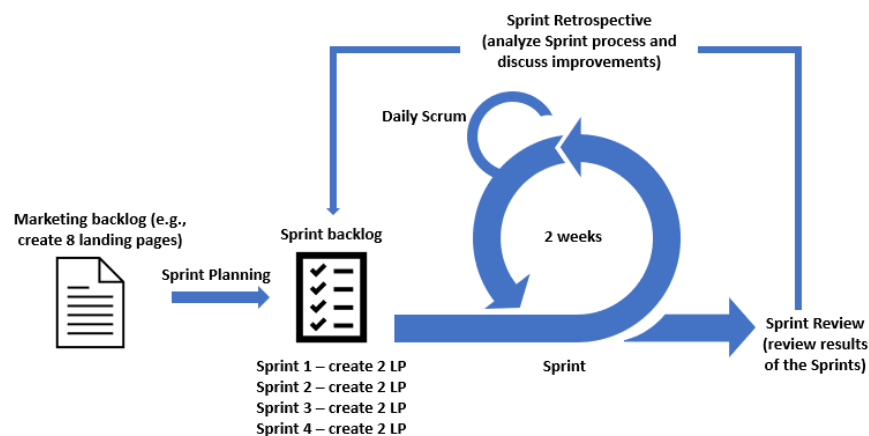 Sprint Retrospective
(analyze Sprint process and
discuss improvements)
Daily Scrum
Marketing backlog (e.g.,
create 8 landing pages)
Sprint backlog
2 weeks
Sprint Planning
Sprint Review
(review results
of the Sprints)
Sprint
Sprint 1 – create 2 LP
Sprint 2 – create 2 LP
Sprint 3 – create 2 LP
Sprint 4 – create 2 LP